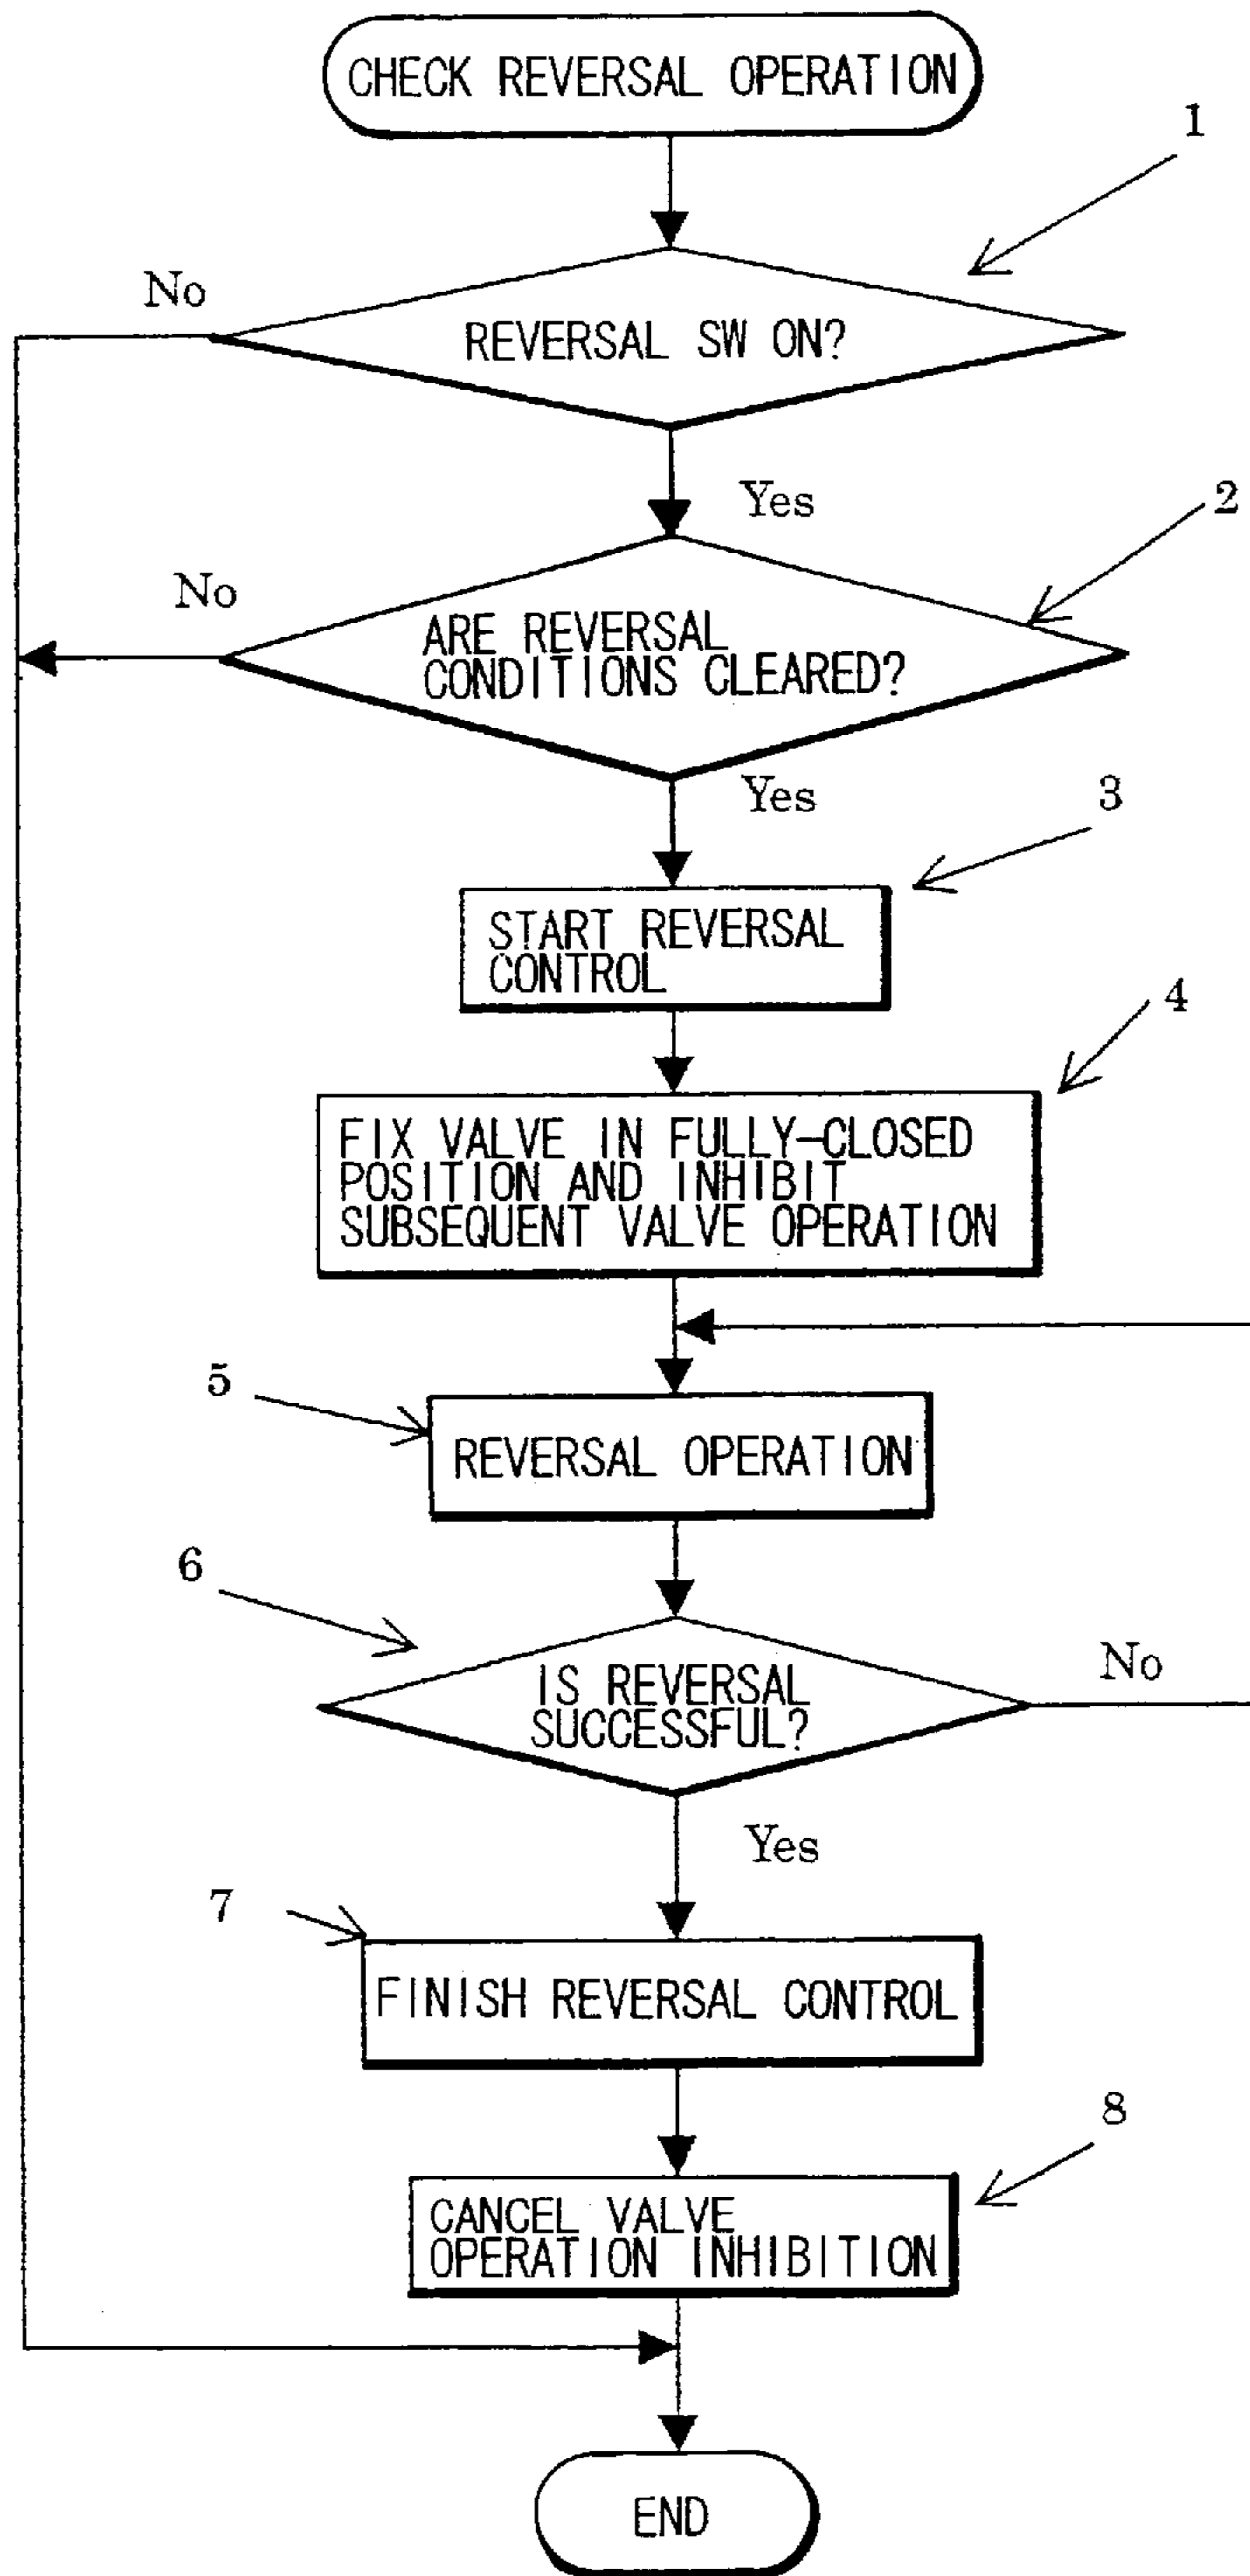 CHECK REVERSAL OPERATION
1
No
REVERSAL SW ON?
Yes
2
No
ARE REVERSAL
CONDITIONS CLEARED?
Yes
3
START REVERSAL
CONTROL
4
FIX VALVE IN FULLY-CLOSED
POSITION AND INHIBIT
SUBSEQUENT VALVE OPERATION
5
REVERSAL OPERATION
6
IS REVERSAL
SUCCESSFUL?
No
Yes
7
FINISH REVERSAL CONTROL
8
CANCEL VALVE
OPERATION INHIBITION
END